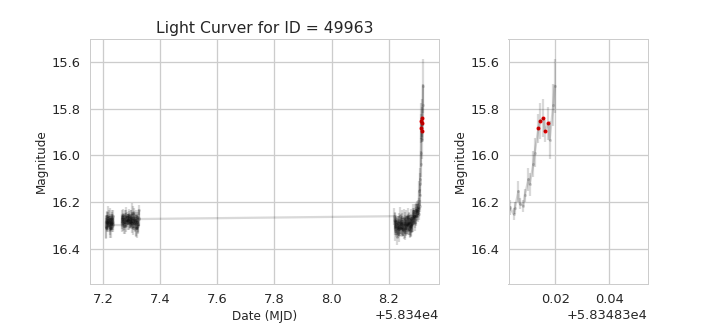 Light Curver for ID = 49963
Magnitude
15.6
15.8
16.0
16.2
16.4
7.2 7.4 7.6 7.8 8.0 8.2
Date (MJD)
+5.834e4
Magnitude
15.6
15.8
16.0
16.2
16.4
0.02 0.04
+5.83483e4